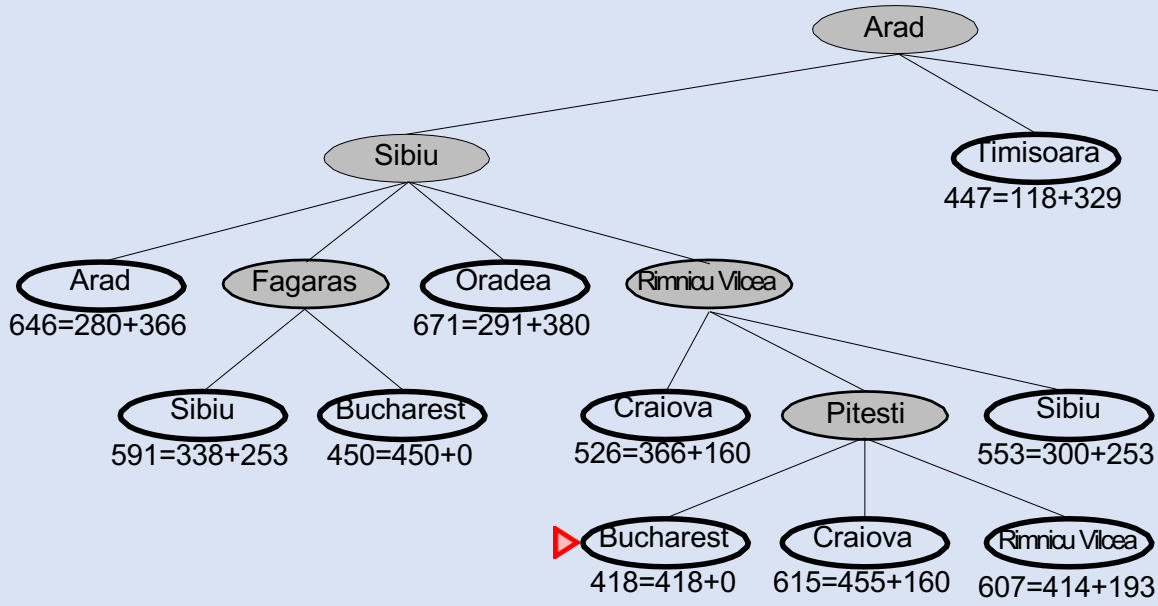 Arad
Sibiu
Timisoara
447=118+329
Arad
Fagaras
Oradea
Rimnicu Vilcea
646=280+366
671=291+380
Sibiu
Bucharest
Craiova
Pitesti
Sibiu
591=338+253
450=450+0
526=366+160
553=300+253
Bucharest
Craiova
Rimnicu Vilcea
418=418+0
615=455+160
607=414+193